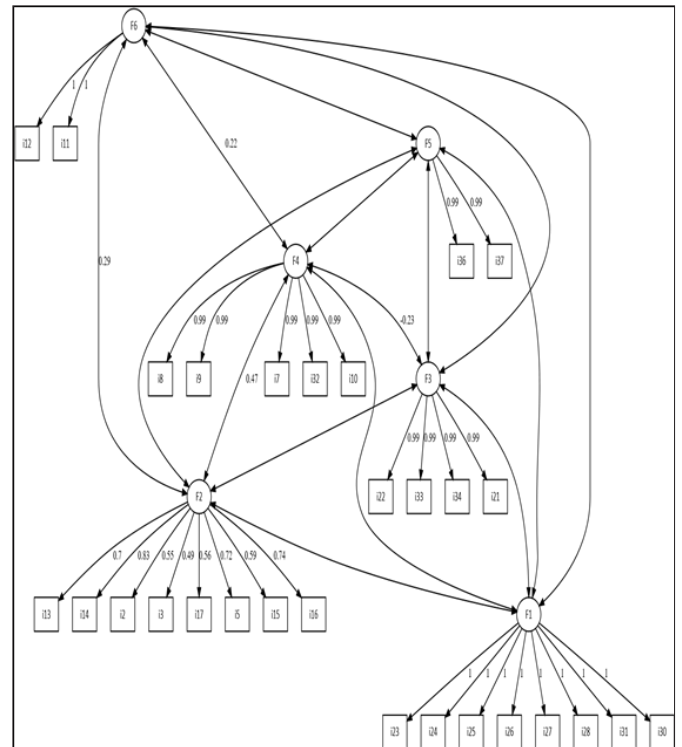 F6
1 1
i12 i11
0.22
F5
0.99 0.99
i36 i37
0.29
F4
0.99 0.99 0.99 0.99 0.99
-0.23
i8 i9 i7 i32 i10
0.47
F3
0.99 0.99 0.99 0.99
i22 i33 i34 i21
F2
0.7 0.83 0.55 0.49 0.56 0.72 0.59 0.74
i13 i14 i2 i3 i17 i5 i15 i16
F1
1 1 1 1 1 1 1 1
i23 i24 i25 i26 i27 i28 i31 i30